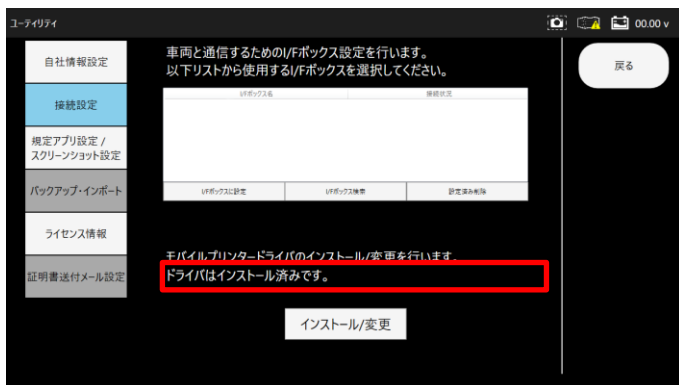 ユーティリティ
00.00 v
自社情報設定
接続設定
規定アプリ設定 /
スクリーンショット設定
バックアップ・インポート
ライセンス情報
証明書送付メール設定
車両と通信するためのI/Fボックス設定を行います。
以下リストから使用するI/Fボックスを選択してください。
I/Fボックス名
接続状況
I/Fボックスに設定
I/Fボックス検索
設定済み削除
モバイルプリンタードライバのインストール/変更を行います。
ドライバはインストール済みです。
インストール/変更
戻る